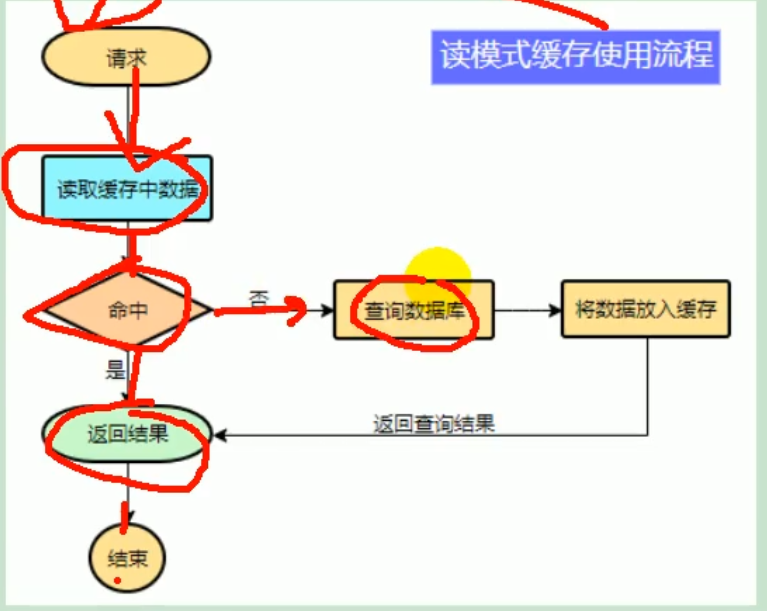 请求
读模式缓存使用流程
读取缓存中数据
命中
否
查询数据库
将数据放入缓存
是
返回结果
返回查询结果
结束